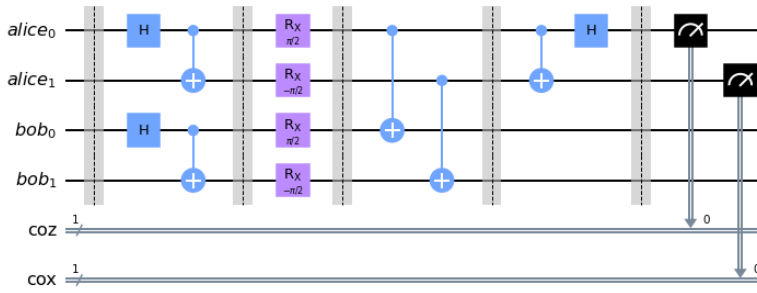 alice0 H RX π/2 H
alice1 RX −π/2
bob0 H RX π/2
bob1 RX −π/2
coz 1 0
cox 1 0